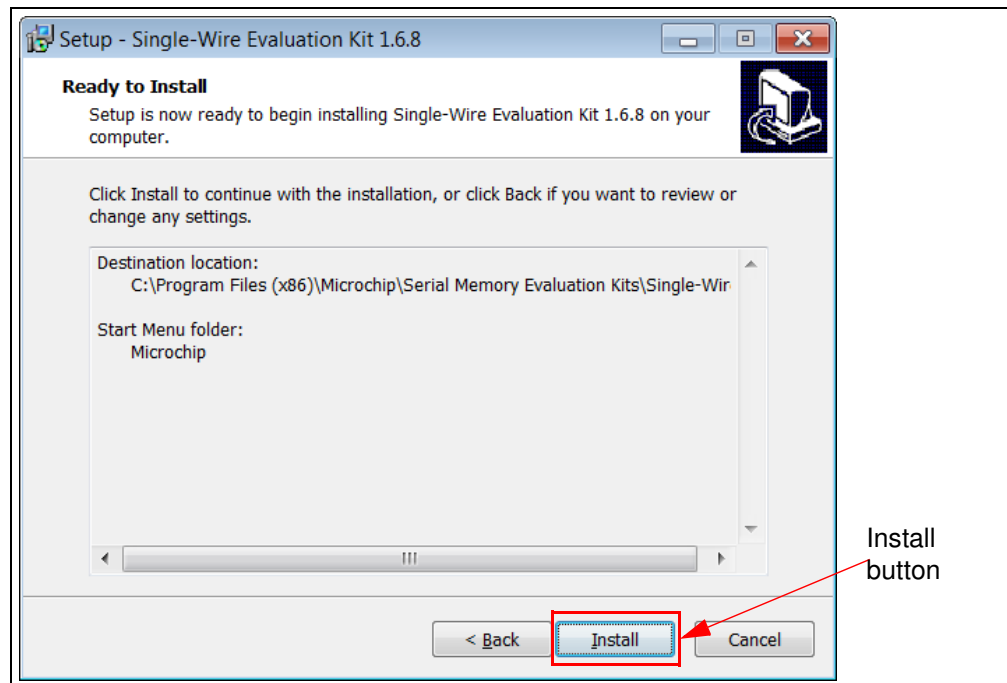 Setup - Single-Wire Evaluation Kit 1.6.8
Ready to Install
Setup is now ready to begin installing Single-Wire Evaluation Kit 1.6.8 on your
computer.
Click Install to continue with the installation, or click Back if you want to review or
change any settings.
Destination location:
C:\Program Files (x86)\Microchip\Serial Memory Evaluation Kits\Single-Wir
Start Menu folder:
Microchip
Install
button
< Back
Install
Cancel